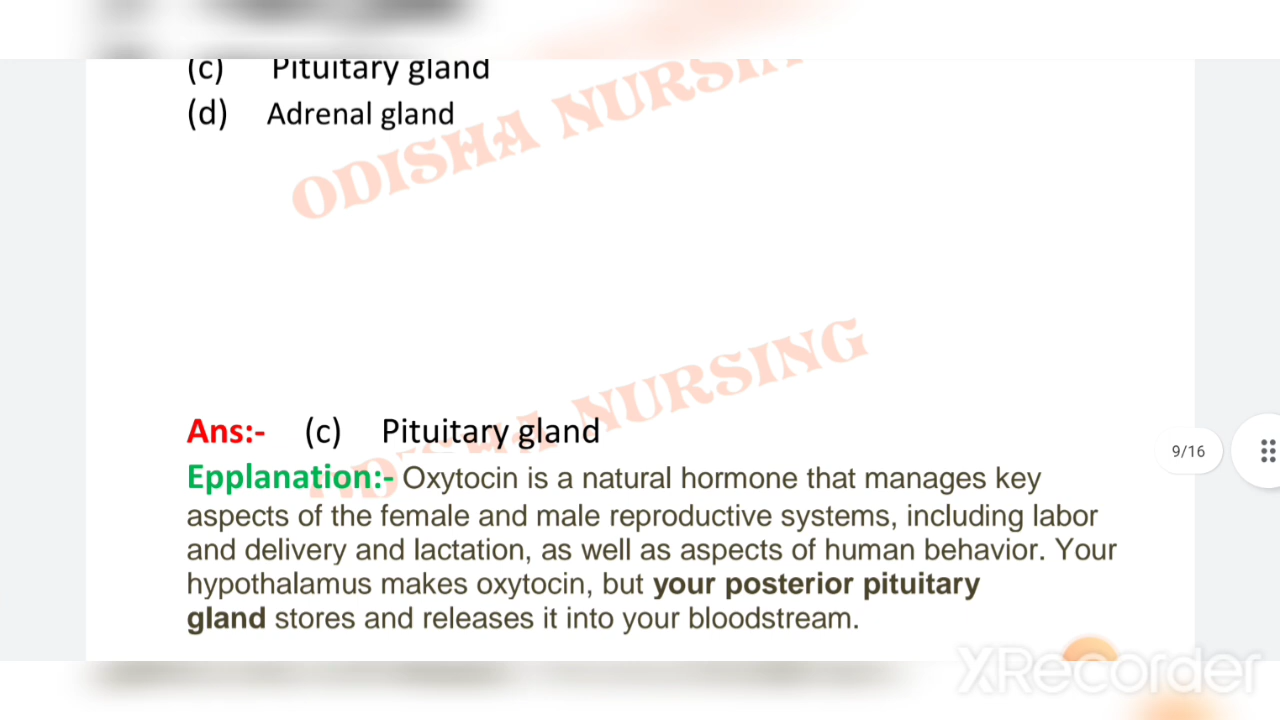 (c) Pituitary gland
(d) Adrenal gland
ODISHA NURSIN
ODISHA NURSING
Ans:- (c) Pituitary gland
Epplanation:- Oxytocin is a natural hormone that manages key
aspects of the female and male reproductive systems, including labor
and delivery and lactation, as well as aspects of human behavior. Your
hypothalamus makes oxytocin, but your posterior pituitary
gland stores and releases it into your bloodstream.
9/16
XRecorder